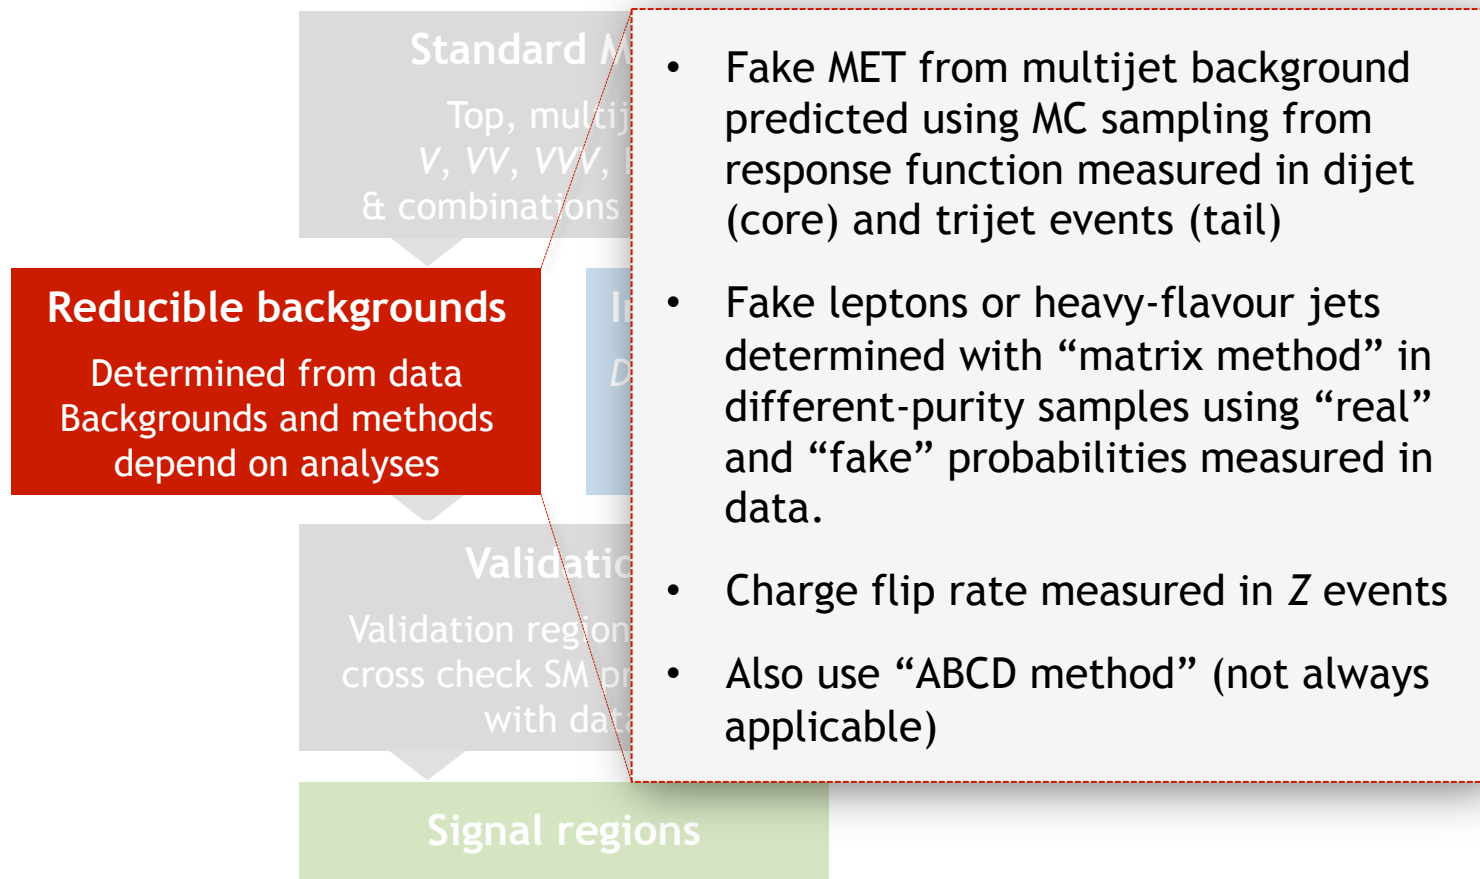 Standard
Top,
V, VV, VVV,
& combinations
Reducible backgrounds
Determined from data
Backgrounds and methods
depend on analyses
Validation
cross check SM
with
Signal regions
• Fake MET from multijet background
predicted using MC sampling from
response function measured in dijet
(core) and trijet events (tail)
• Fake leptons or heavy-flavour jets
determined with “matrix method” in
different-purity samples using “real”
and “fake” probabilities measured in
data.
• Charge flip rate measured in Z events
• Also use “ABCD method” (not always
applicable)